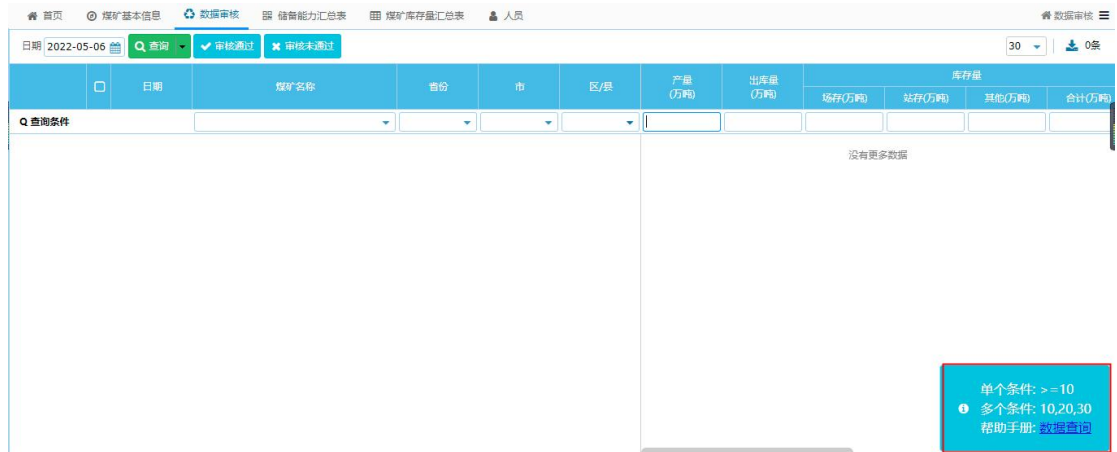 首页 煤矿基本信息 数据审核 储备能力汇总表 煤矿库存量汇总表 人员 数据审核
日期 2022-05-06 查询 审核通过 审核未通过 30 0条
日期 煤矿名称 省份 市 区/县 产量 出库量 库存量
(万吨) (万吨) 场存(万吨) 站存(万吨) 其他(万吨) 合计(万吨)
Q 查询条件
没有更多数据
单个条件: >=10
多个条件: 10,20,30
帮助手册: 数据查询